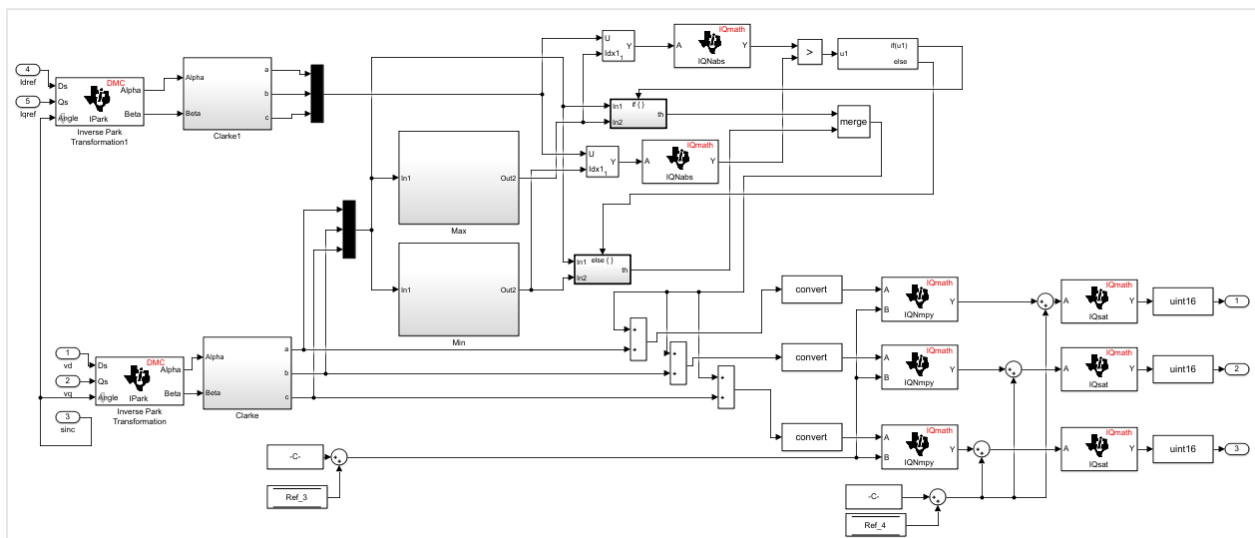 4
Idref
5
Iqref
DMC
Ds
Qs
Angle
Alpha
Beta
IPark
Inverse Park
Transformation1
Alpha
Beta
a
b
c
Clarke1
U
Idx1 1
Y
IQmath
A
Y
IQNabs
>
u1
if(u1)
else
if { }
In1
In2
th
merge
U
Idx1 1
Y
IQmath
A
Y
IQNabs
In1
Out2
Max
In1
Out2
Min
else { }
In1
In2
th
1
vd
2
vq
3
sinc
DMC
Ds
Qs
Angle
Alpha
Beta
IPark
Inverse Park
Transformation
Alpha
Beta
a
b
c
Clarke
+
+
+
+
+
+
convert
convert
convert
IQmath
A
B
Y
IQNmpy
IQmath
A
B
Y
IQNmpy
IQmath
A
B
Y
IQNmpy
IQmath
A
Y
IQsat
uint16
1
IQmath
A
Y
IQsat
uint16
2
IQmath
A
Y
IQsat
uint16
3
-C-
Ref_3
-C-
Ref_4